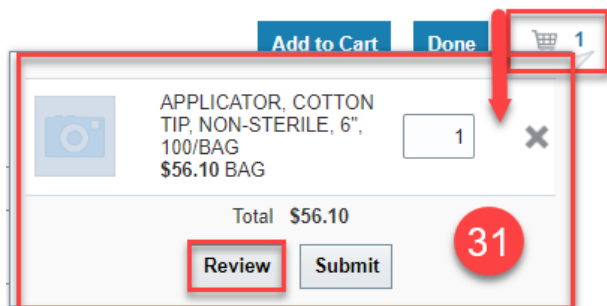 Add to Cart Done 1
APPLICATOR, COTTON
TIP, NON-STERILE, 6",
100/BAG
$56.10 BAG
1
Total $56.10
31
Review Submit